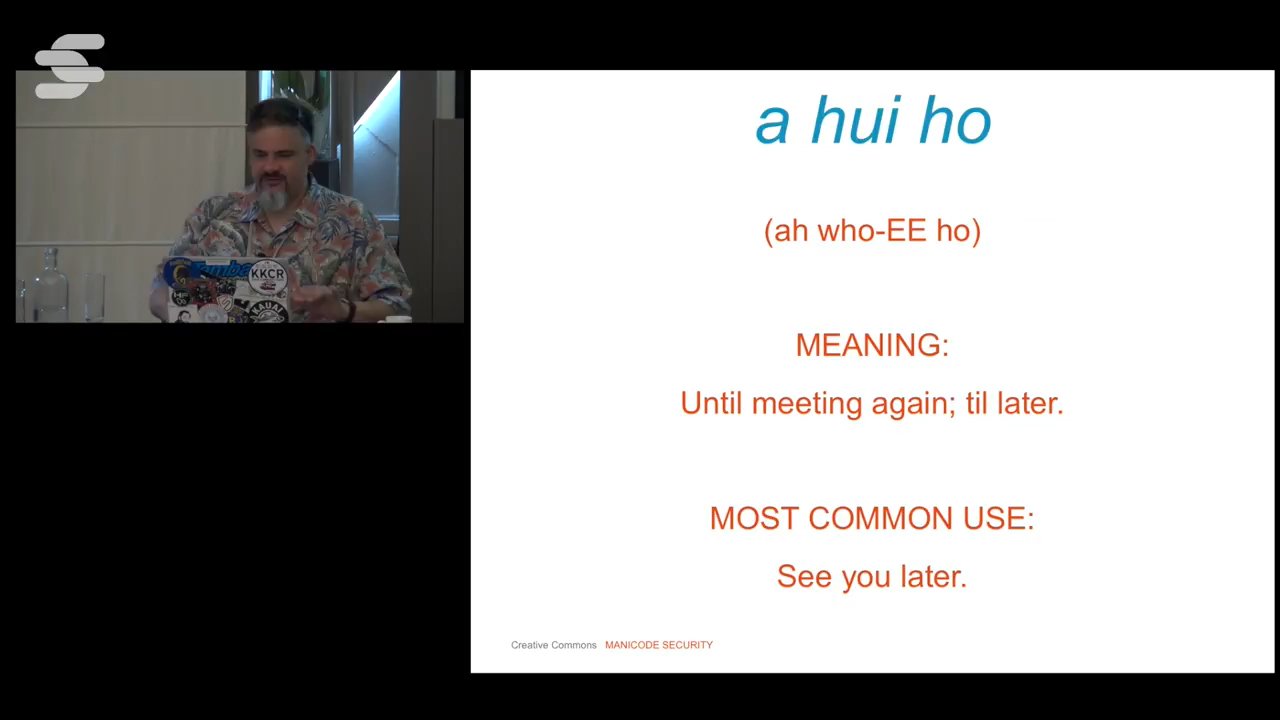 a hui ho
(ah who-EE ho)
MEANING:
Until meeting again; til later.
MOST COMMON USE:
See you later.
Creative Commons MANICODE SECURITY
KKCR
KAUAI